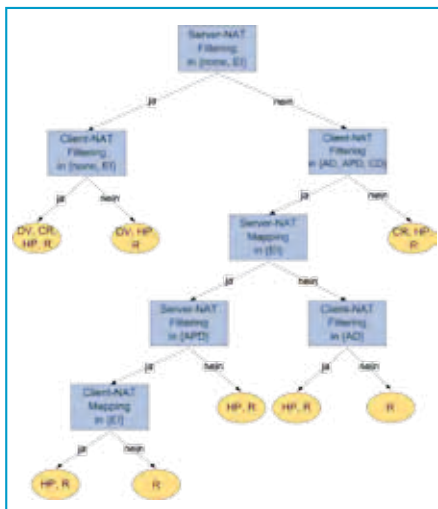 Server-NAT
Filtering
in {none, EI}
ja
nein
Client-NAT
Filtering
in {none, EI}
Client-NAT
Filtering
in {AD, APD, CD}
ja
nein
ja
nein
DV, CR,
HP, R
DV, HP,
R
Server-NAT
Mapping
in {EI}
CR, HP,
R
ja
nein
Server-NAT
Filtering
in {APD}
Client-NAT
Filtering
in {AD}
ja
nein
ja
nein
Client-NAT
Mapping
in {EI}
HP, R
HP, R
R
ja
nein
HP, R
R